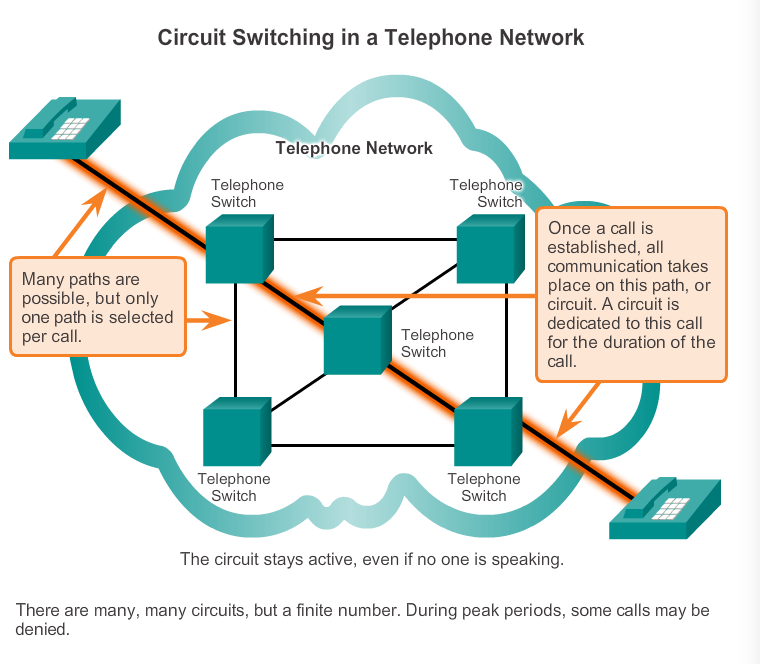 Circuit Switching in a Telephone Network
Telephone Network
Telephone
Switch
Telephone
Switch
Many paths are
possible, but only
one path is selected
per call.
Once a call is
established, all
communication takes
place on this path, or
circuit. A circuit is
dedicated to this call
for the duration of the
call.
Telephone
Switch
Telephone
Switch
Telephone
Switch
The circuit stays active, even if no one is speaking.
There are many, many circuits, but a finite number. During peak periods, some calls may be
denied.